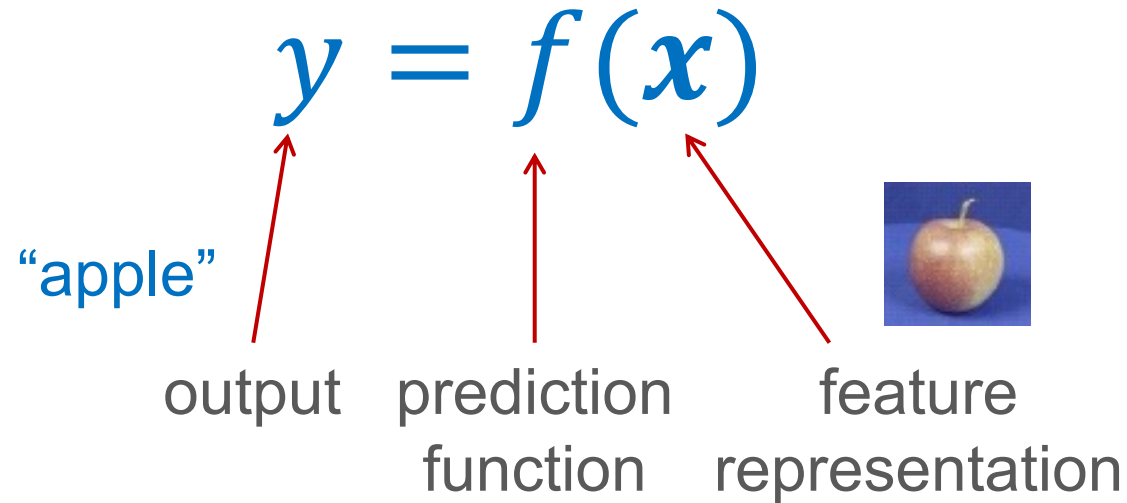 y = f(x)
“apple”
output prediction function feature representation